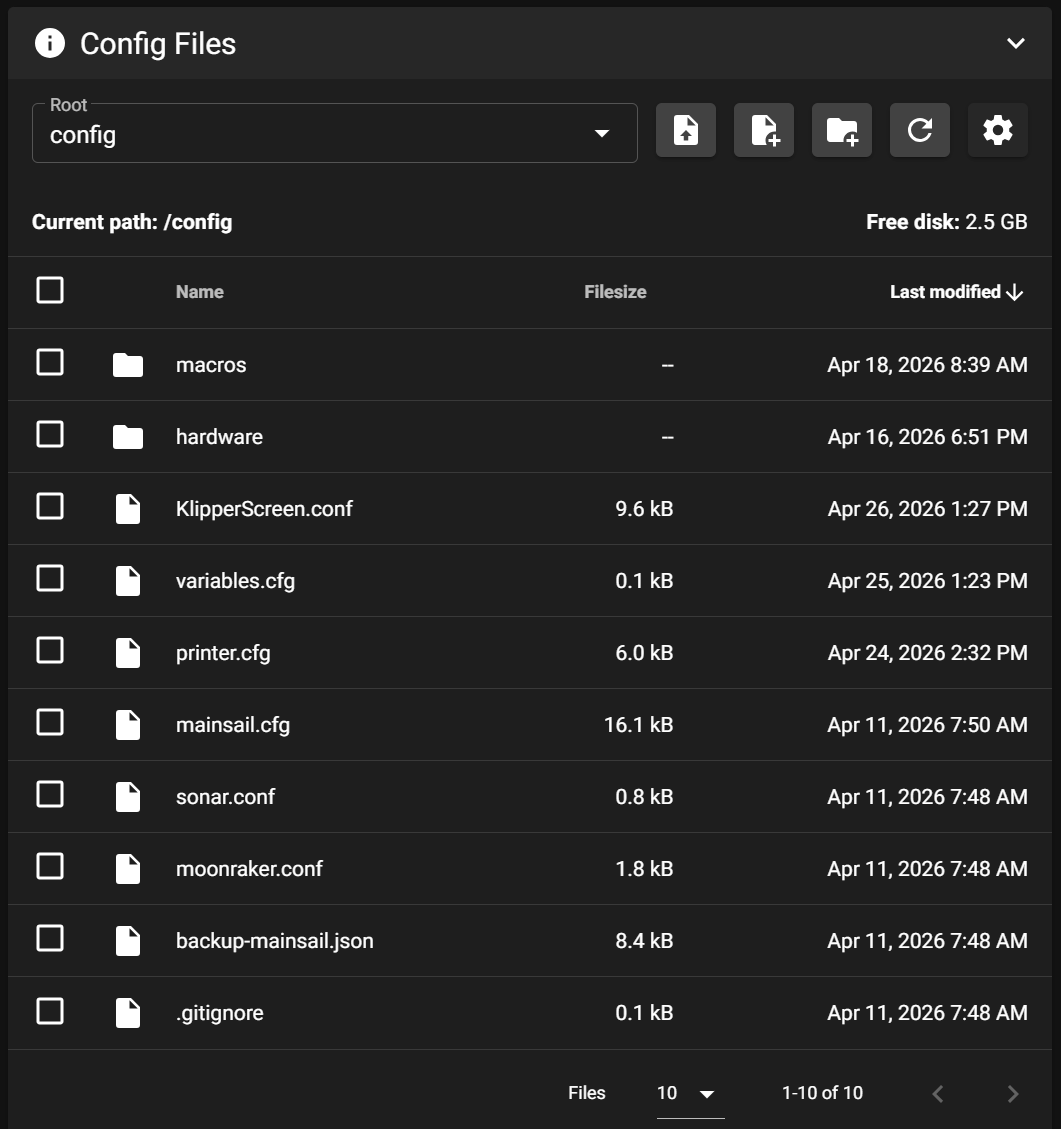 Config Files
Root
config
Current path: /config Free disk: 2.5 GB
Name Filesize Last modified
macros -- Apr 18, 2026 8:39 AM
hardware -- Apr 16, 2026 6:51 PM
KlipperScreen.conf 9.6 kB Apr 26, 2026 1:27 PM
variables.cfg 0.1 kB Apr 25, 2026 1:23 PM
printer.cfg 6.0 kB Apr 24, 2026 2:32 PM
mainsail.cfg 16.1 kB Apr 11, 2026 7:50 AM
sonar.conf 0.8 kB Apr 11, 2026 7:48 AM
moonraker.conf 1.8 kB Apr 11, 2026 7:48 AM
backup-mainsail.json 8.4 kB Apr 11, 2026 7:48 AM
.gitignore 0.1 kB Apr 11, 2026 7:48 AM
Files 10 1-10 of 10